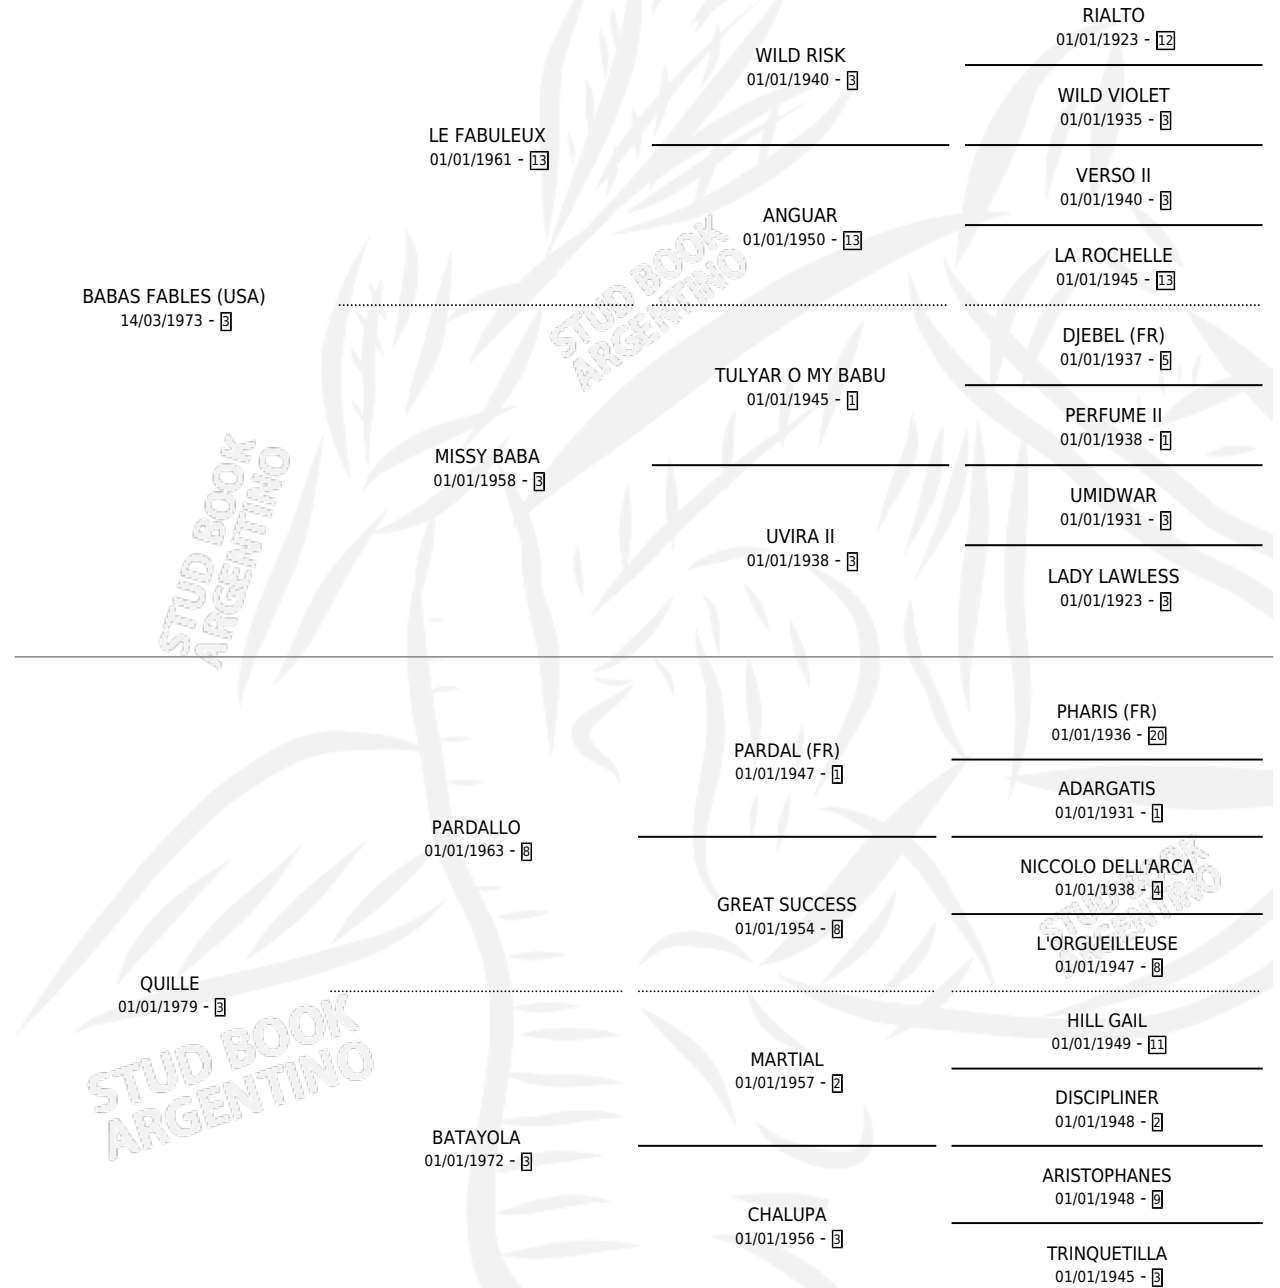 RIALTO
01/01/1923 - 12
WILD RISK
01/01/1940 - 3
WILD VIOLET
01/01/1935 - 3
LE FABULEUX
01/01/1961 - 13
VERSO II
01/01/1940 - 3
ANGUAR
01/01/1950 - 13
LA ROCHELLE
01/01/1945 - 13
BABAS FABLES (USA)
14/03/1973 - 3
STUD BOOK
ARGENTINO
DJEBEL (FR)
01/01/1937 - 5
TULYAR O MY BABU
01/01/1945 - 1
PERFUME II
01/01/1938 - 1
MISSY BABA
01/01/1958 - 3
UMIDWAR
01/01/1931 - 3
UVIRA II
01/01/1938 - 3
LADY LAWLESS
01/01/1923 - 3
STUD BOOK
ARGENTINO
PHARIS (FR)
01/01/1936 - 20
PARDAL (FR)
01/01/1947 - 1
ADARGATIS
01/01/1931 - 1
PARDALLO
01/01/1963 - 8
NICCOLO DELL'ARCA
01/01/1938 - 4
GREAT SUCCESS
01/01/1954 - 8
STUD BOOK
ARGENTINO
L'ORGUEILLEUSE
01/01/1947 - 8
QUILLE
01/01/1979 - 3
HILL GAIL
01/01/1949 - 11
MARTIAL
01/01/1957 - 2
STUD BOOK
ARGENTINO
DISCIPLINER
01/01/1948 - 2
BATAYOLA
01/01/1972 - 3
ARISTOPHANES
01/01/1948 - 9
CHALUPA
01/01/1956 - 3
TRINQUETILLA
01/01/1945 - 3